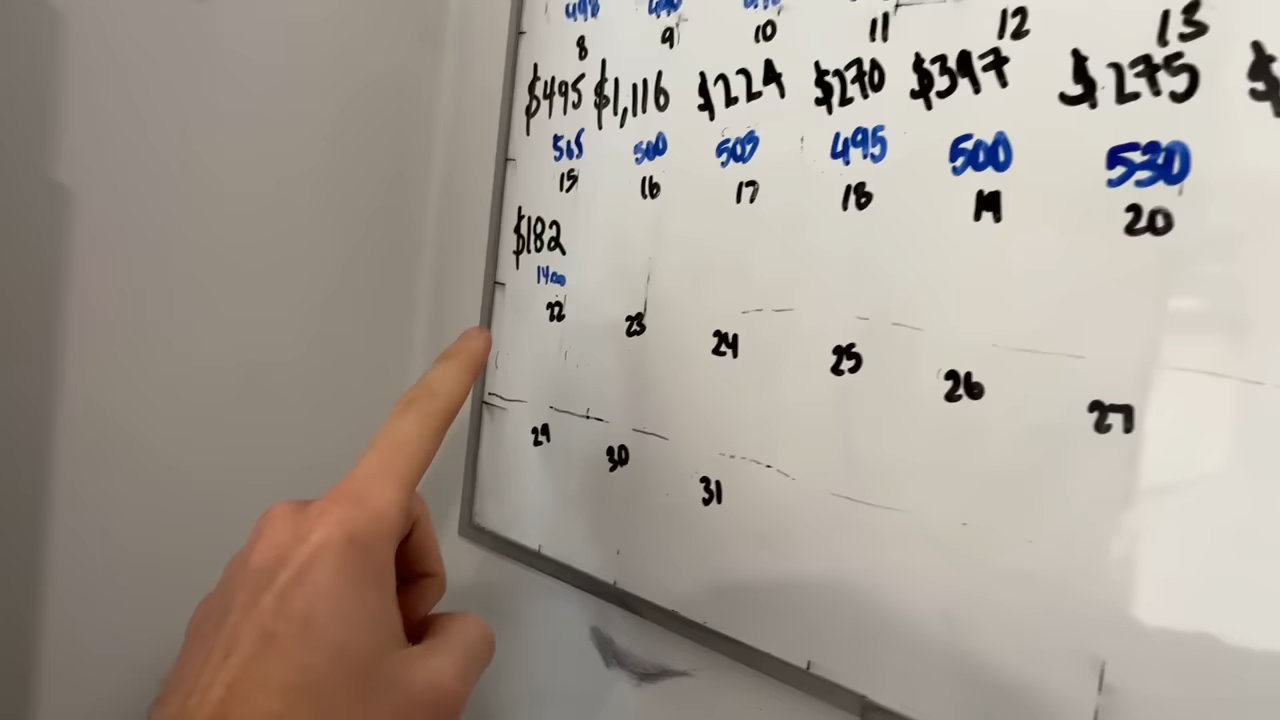 8 9 10 11 12 13
$495 $1,116 $224 $270 $397 $275
565 500 505 495 500 530
15 16 17 18 19 20
$182
1400
22 23 24 25 26 27
29 30 31